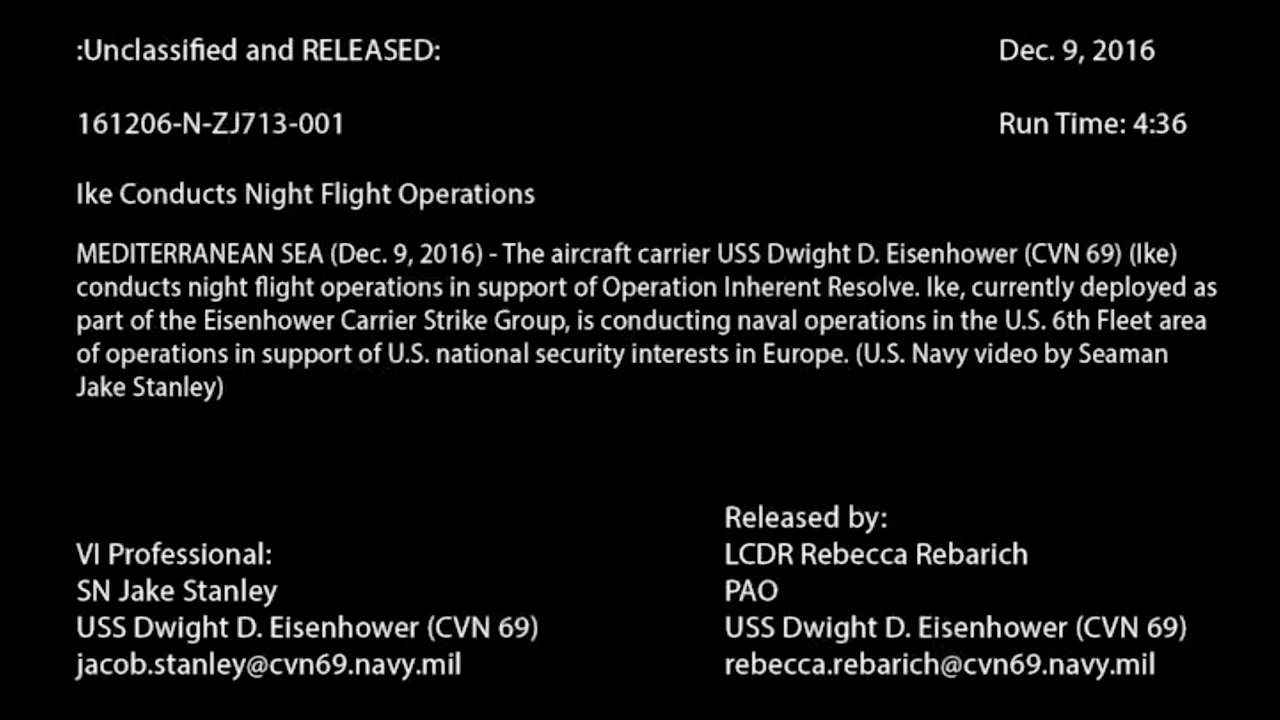 :Unclassified and RELEASED:
Dec. 9, 2016
161206-N-ZJ713-001
Run Time: 4:36
Ike Conducts Night Flight Operations
MEDITERRANEAN SEA (Dec. 9, 2016) - The aircraft carrier USS Dwight D. Eisenhower (CVN 69) (Ike)
conducts night flight operations in support of Operation Inherent Resolve. Ike, currently deployed as
part of the Eisenhower Carrier Strike Group, is conducting naval operations in the U.S. 6th Fleet area
of operations in support of U.S. national security interests in Europe. (U.S. Navy video by Seaman
Jake Stanley)
VI Professional:
SN Jake Stanley
USS Dwight D. Eisenhower (CVN 69)
jacob.stanley@cvn69.navy.mil
Released by:
LCDR Rebecca Rebarich
PAO
USS Dwight D. Eisenhower (CVN 69)
rebecca.rebarich@cvn69.navy.mil